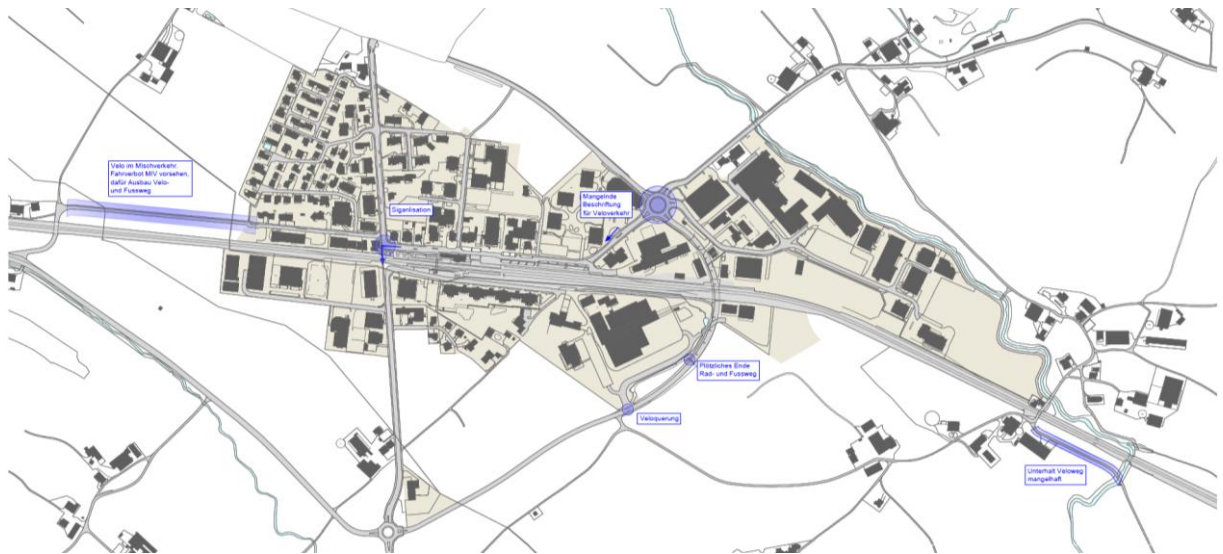 Velo im Mischverkehr.
Fahrverbot MIV vorsehen,
dafür Ausbau Velo-
und Fussweg
Siganlisation
Mangelnde
Beschriftung
für Veloverkehr
Plötzliches Ende
Rad- und Fussweg
Veloquerung
Unterhalt Veloweg
mangelhaft